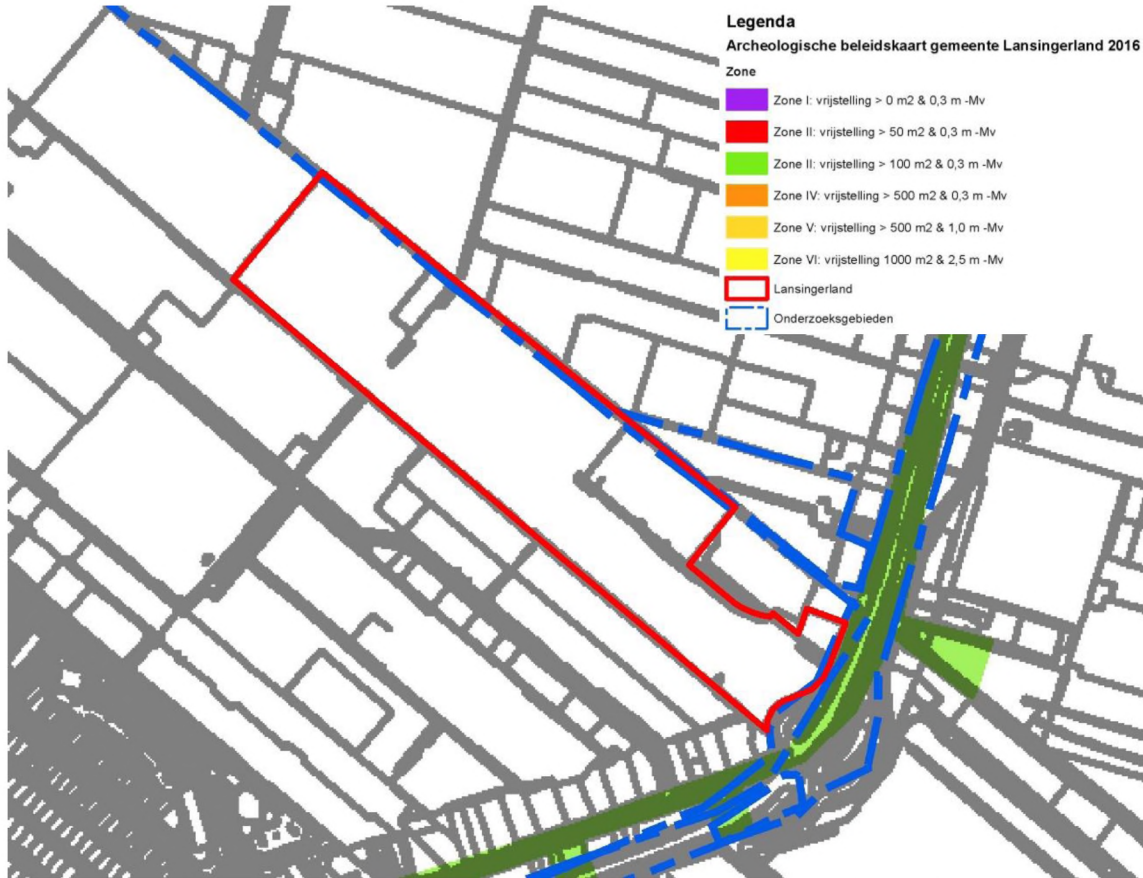 Legenda
Archeologische beleidskaart gemeente Lansingerland 2016
Zone
Zone I: vrijstelling > 0 m2 & 0,3 m -Mv
Zone II: vrijstelling > 50 m2 & 0,3 m -Mv
Zone II: vrijstelling > 100 m2 & 0,3 m -Mv
Zone IV: vrijstelling > 500 m2 & 0,3 m -Mv
Zone V: vrijstelling > 500 m2 & 1,0 m -Mv
Zone VI: vrijstelling 1000 m2 & 2,5 m -Mv
Lansingerland
Onderzoeksgebieden